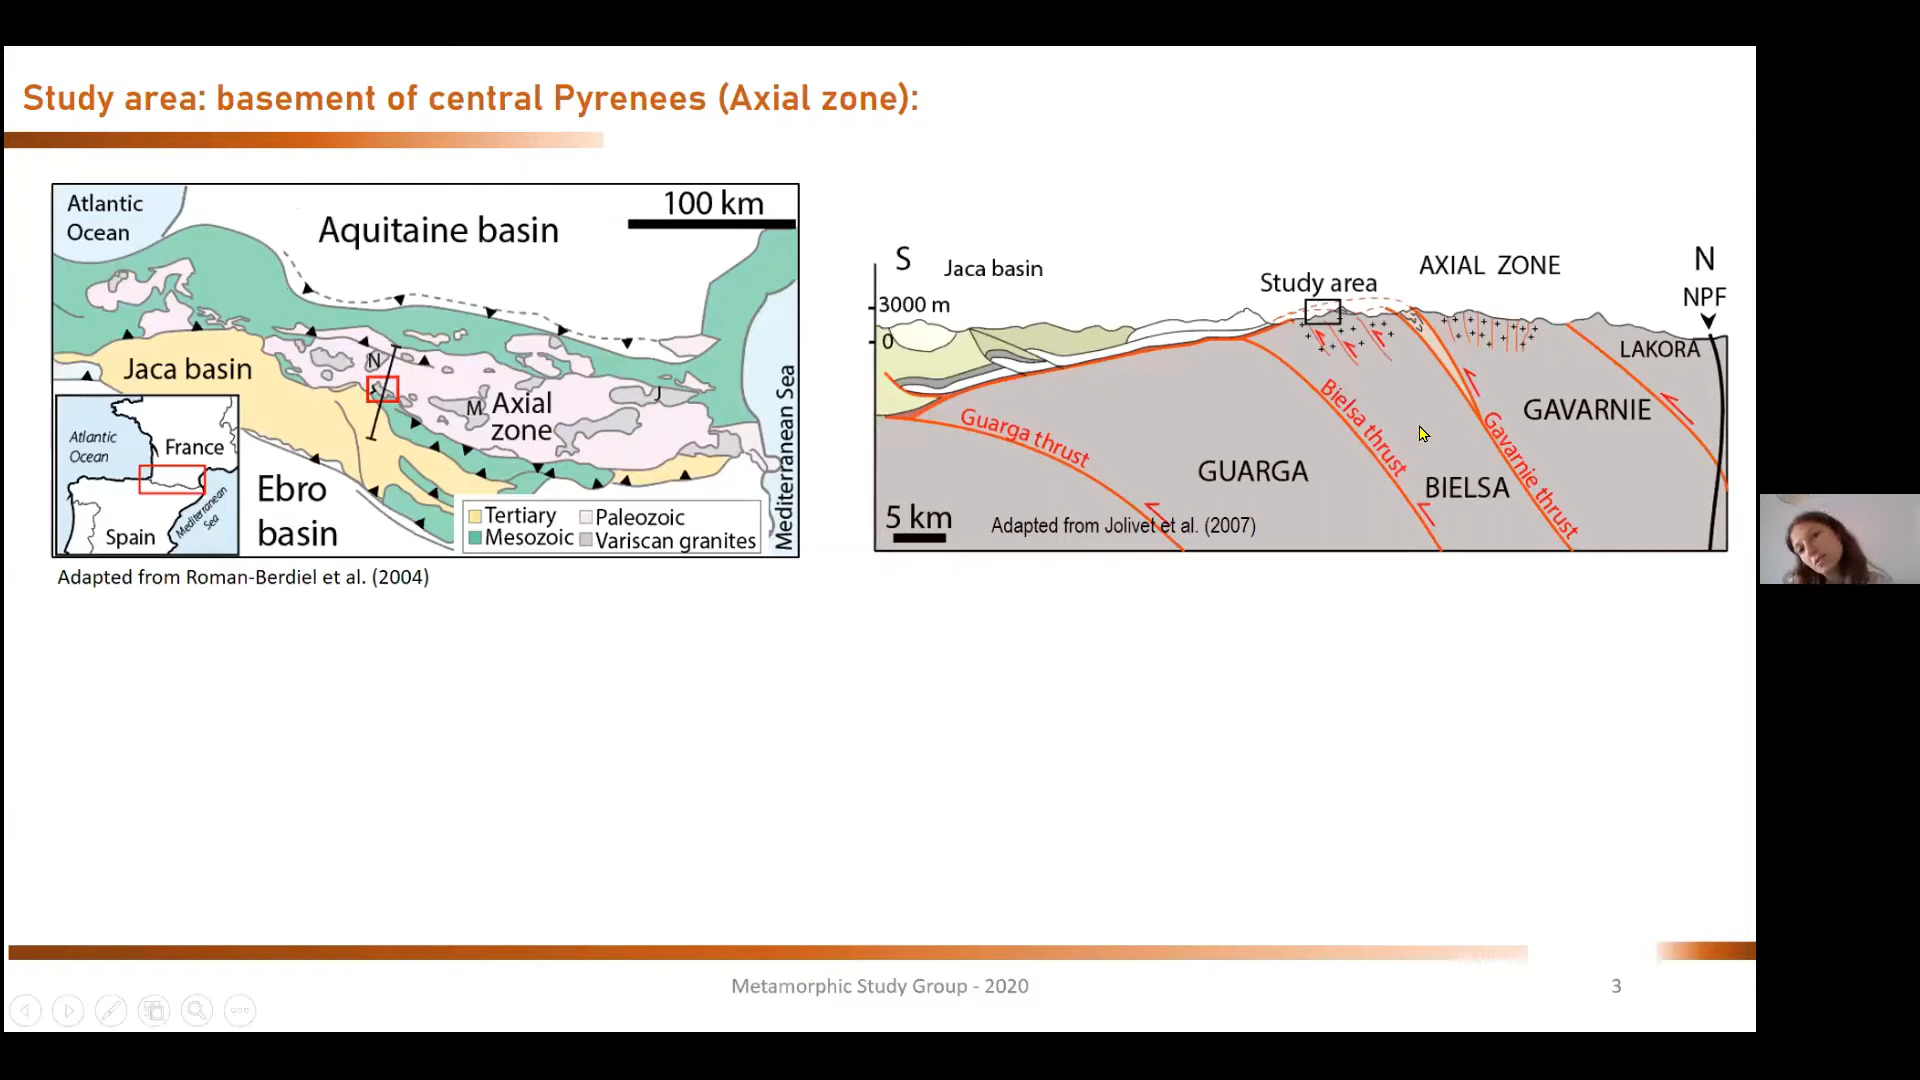 Study area: basement of central Pyrenees (Axial zone):
Atlantic
Ocean
Aquitaine basin
100 km
Jaca basin
N
M
Axial
zone
J
Mediterranean Sea
Atlantic
Ocean
France
Spain
Mediterranean
Sea
Ebro
basin
Tertiary
Paleozoic
Mesozoic
Variscan granites
Adapted from Roman-Berdiel et al. (2004)
S
Jaca basin
Study area
AXIAL ZONE
N
NPF
3000 m
0
LAKORA
Guarga thrust
Bielsa thrust
Gavarnie thrust
GAVARNIE
GUARGA
BIELSA
5 km
Adapted from Jolivet et al. (2007)
Metamorphic Study Group - 2020
3